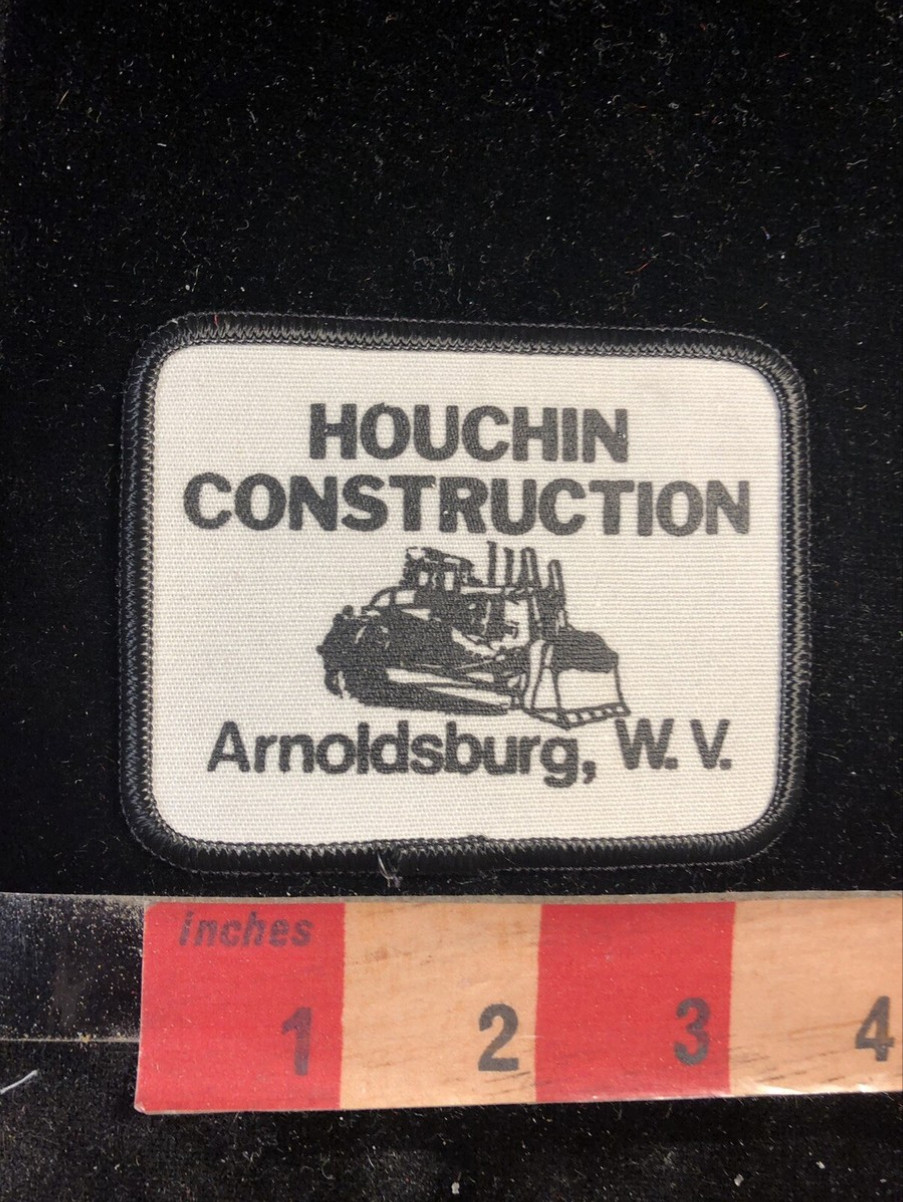 HOUCHIN
CONSTRUCTION
Arnoldsburg, W.V.
inches
1 2 3 4